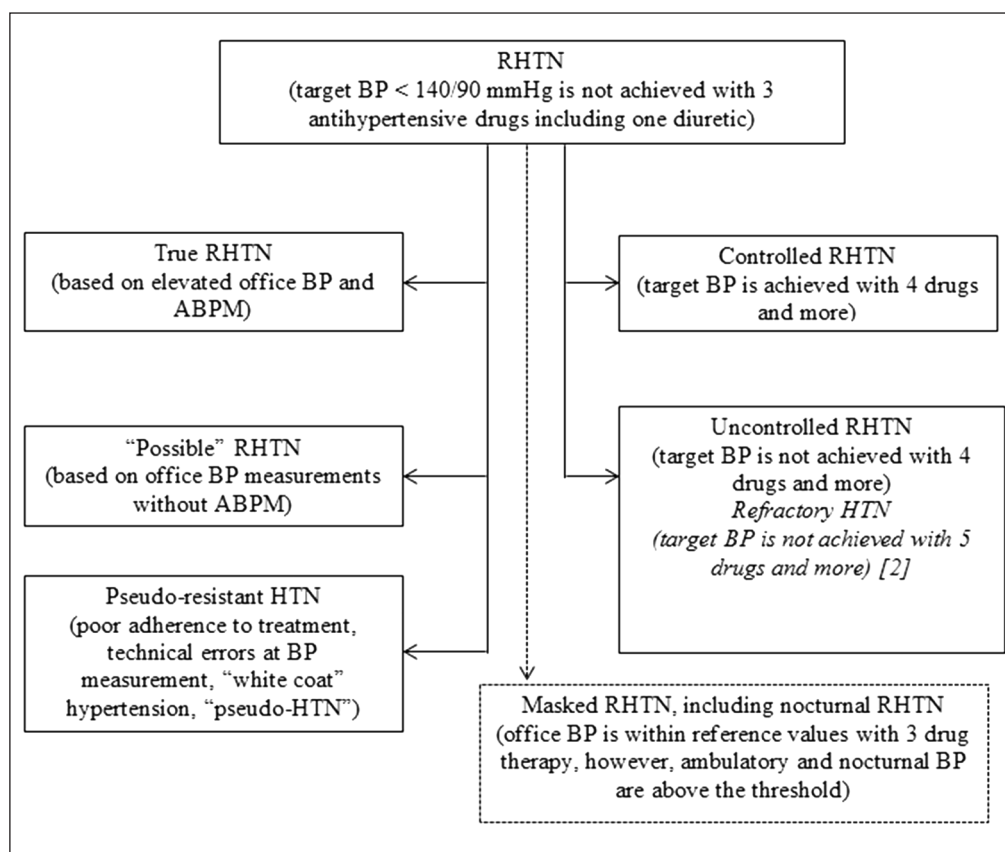 RHTN
(target BP < 140/90 mmHg is not achieved with 3
antihypertensive drugs including one diuretic)
True RHTN
(based on elevated office BP and
ABPM)
Controlled RHTN
(target BP is achieved with 4 drugs
and more)
“Possible” RHTN
(based on office BP measurements
without ABPM)
Uncontrolled RHTN
(target BP is not achieved with 4
drugs and more)
Refractory HTN
(target BP is not achieved with 5
drugs and more) [2]
Pseudo-resistant HTN
(poor adherence to treatment,
technical errors at BP
measurement, “white coat”
hypertension, “pseudo-HTN”)
Masked RHTN, including nocturnal RHTN
(office BP is within reference values with 3 drug
therapy, however, ambulatory and nocturnal BP
are above the threshold)